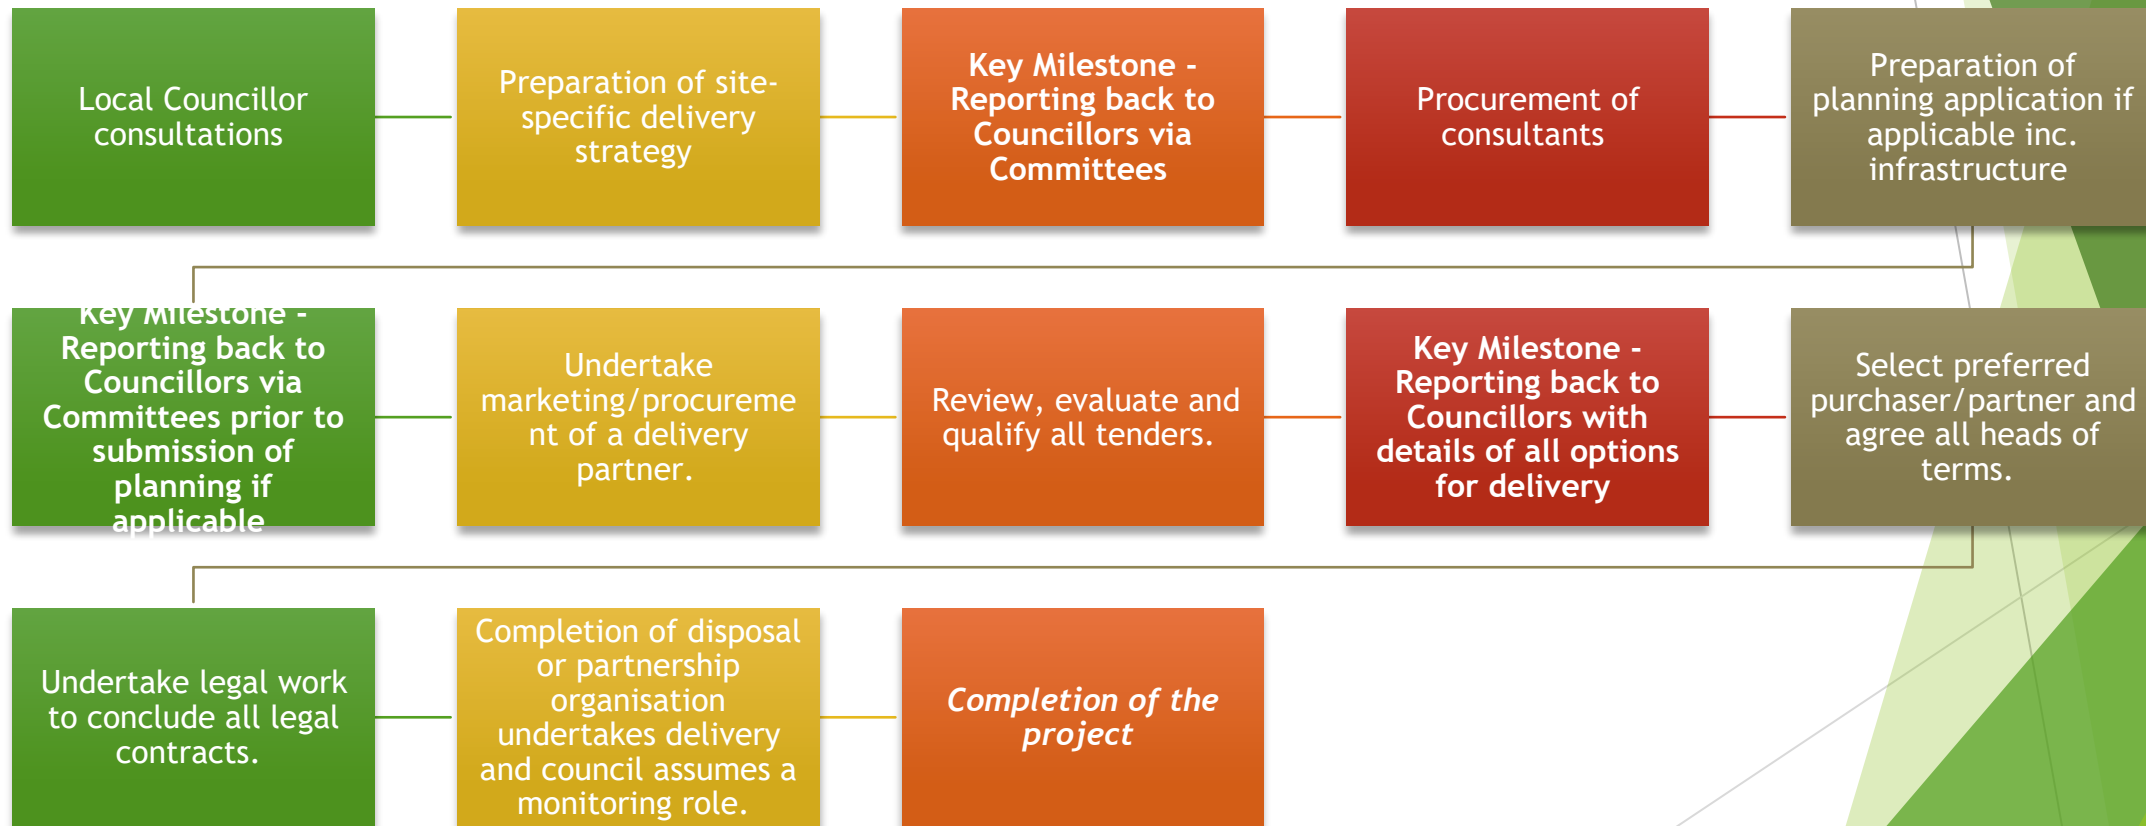 Local Councillor
consultations
Preparation of site-
specific delivery
strategy
Key Milestone -
Reporting back to
Councillors via
Committees
Procurement of
consultants
Preparation of
planning application if
applicable inc.
infrastructure
Key Milestone -
Reporting back to
Councillors via
Committees prior to
submission of
planning if
applicable
Undertake
marketing/procureme
nt of a delivery
partner.
Review, evaluate and
qualify all tenders.
Key Milestone -
Reporting back to
Councillors with
details of all options
for delivery
Select preferred
purchaser/partner and
agree all heads of
terms.
Undertake legal work
to conclude all legal
contracts.
Completion of disposal
or partnership
organisation
undertakes delivery
and council assumes a
monitoring role.
Completion of the
project